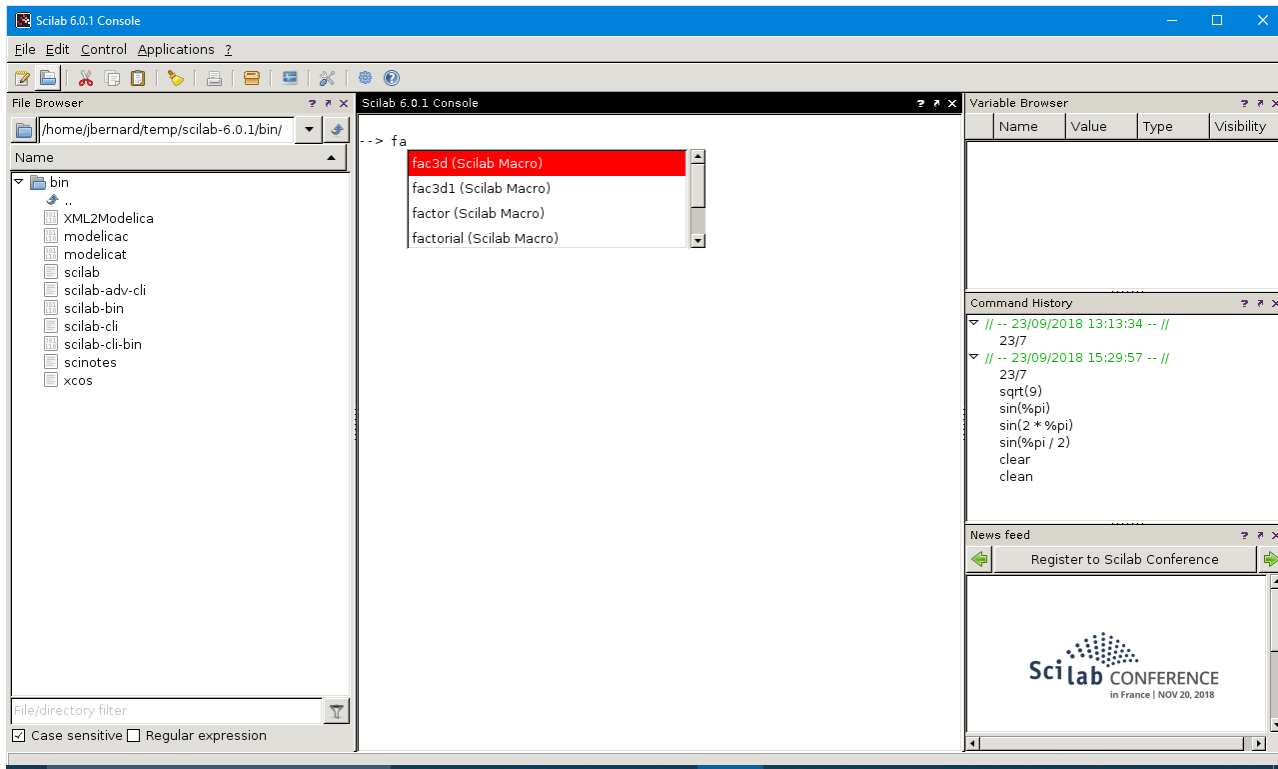 Scilab 6.0.1 Console
File Edit Control Applications ?
File Browser
/home/jbernard/temp/scilab-6.0.1/bin/
Name
bin
..
XML2Modelica
modelicac
modelicat
scilab
scilab-adv-cli
scilab-bin
scilab-cli
scilab-cli-bin
scinotes
xcos
File/directory filter
Case sensitive Regular expression
Scilab 6.0.1 Console
--> fa
fac3d (Scilab Macro)
fac3d1 (Scilab Macro)
factor (Scilab Macro)
factorial (Scilab Macro)
Variable Browser
Name Value Type Visibility
Command History
// -- 23/09/2018 13:13:34 -- //
23/7
// -- 23/09/2018 15:29:57 -- //
23/7
sqrt(9)
sin(%pi)
sin(2 * %pi)
sin(%pi / 2)
clear
clean
News feed
Register to Scilab Conference
Scilab CONFERENCE
in France | NOV 20, 2018